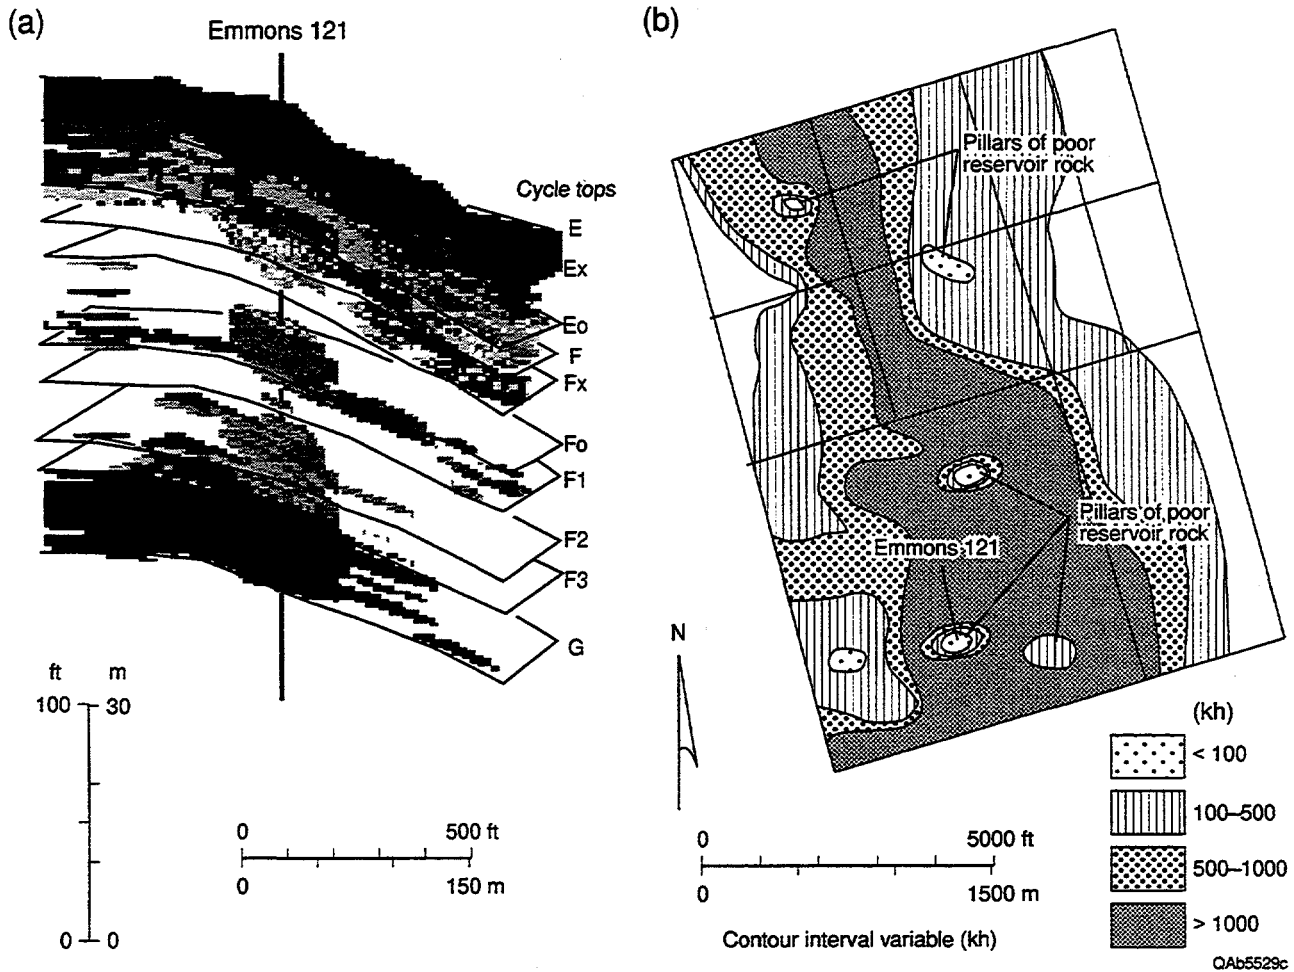 (a)
Emmons 121
Cycle tops
E
Ex
Eo
F
Fx
Fo
F1
F2
F3
G
ft m
100 30
0 0
0 500 ft
0 150 m
(b)
Pillars of poor
reservoir rock
Pillars of poor
reservoir rock
Emmons 121
N
0 5000 ft
0 1500 m
Contour interval variable (kh)
(kh)
< 100
100–500
500–1000
> 1000
QAb5529c